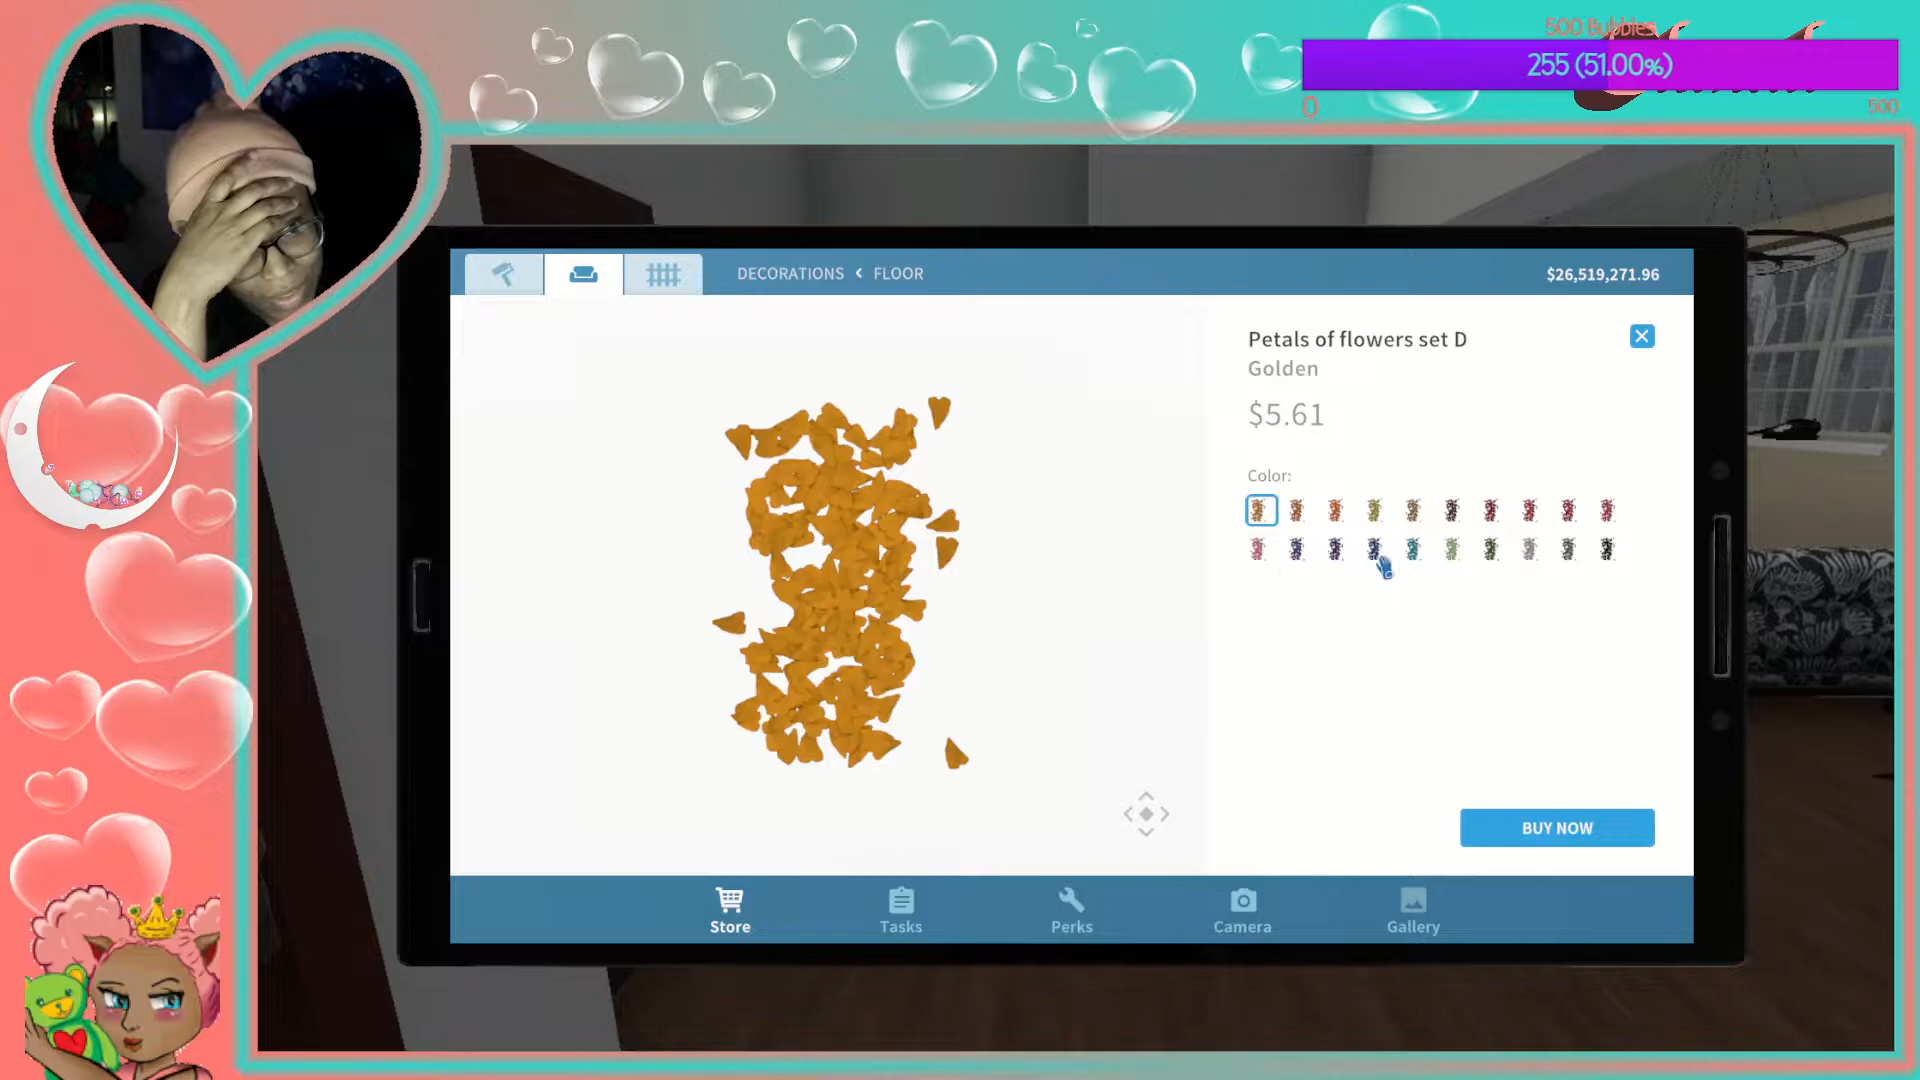 500 Bubbles
255 (51.00%)
0
500
DECORATIONS < FLOOR
$26,519,271.96
Petals of flowers set D
Golden
$5.61
Color:
BUY NOW
Store
Tasks
Perks
Camera
Gallery